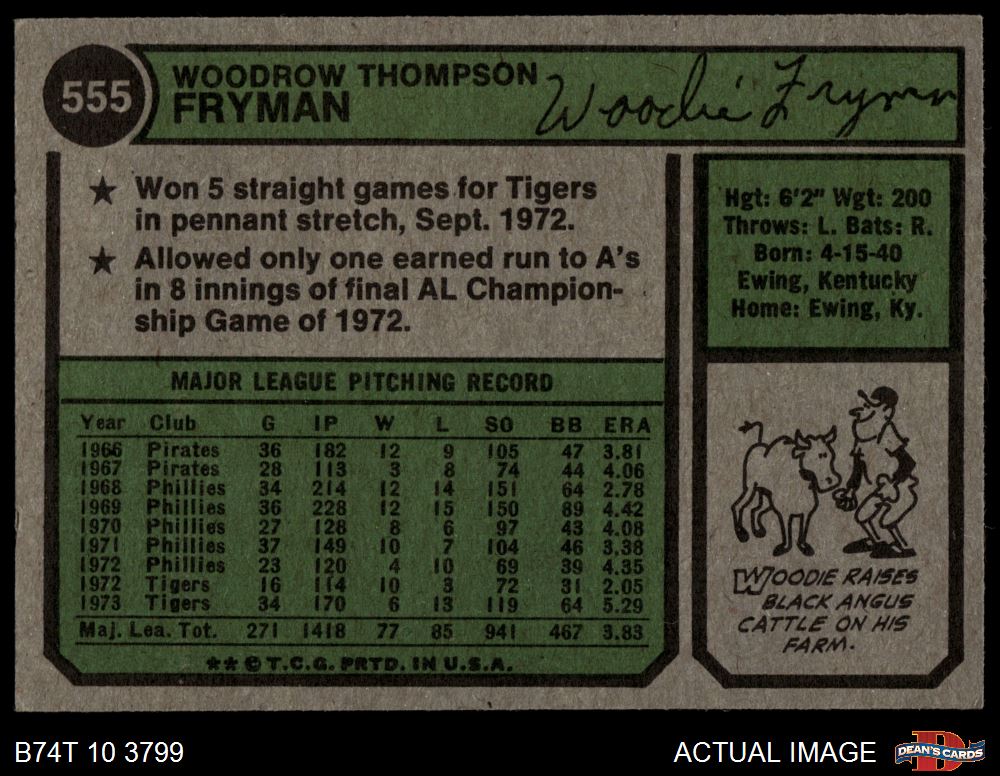 555
WOODROW THOMPSON
FRYMAN
Woodie Fryman
★ Won 5 straight games for Tigers
in pennant stretch, Sept. 1972.
★ Allowed only one earned run to A's
in 8 innings of final AL Champion-
ship Game of 1972.
Hgt: 6'2" Wgt: 200
Throws: L. Bats: R.
Born: 4-15-40
Ewing, Kentucky
Home: Ewing, Ky.
MAJOR LEAGUE PITCHING RECORD
Year Club G IP W L SO BB ERA
1966 Pirates 36 182 12 9 105 47 3.81
1967 Pirates 28 113 3 8 74 44 4.06
1968 Phillies 34 214 12 14 151 64 2.78
1969 Phillies 36 228 12 15 150 89 4.42
1970 Phillies 27 128 8 6 97 43 4.08
1971 Phillies 37 149 10 7 104 46 3.38
1972 Phillies 23 120 4 10 69 39 4.35
1972 Tigers 16 114 10 3 72 31 2.05
1973 Tigers 34 170 6 13 119 64 5.29
Maj. Lea. Tot. 271 1418 77 85 941 467 3.83
★★ © T.C.G. PRTD. IN U.S.A.
WOODIE RAISES
BLACK ANGUS
CATTLE ON HIS
FARM.
B74T 10 3799
ACTUAL IMAGE
DEAN'S CARDS